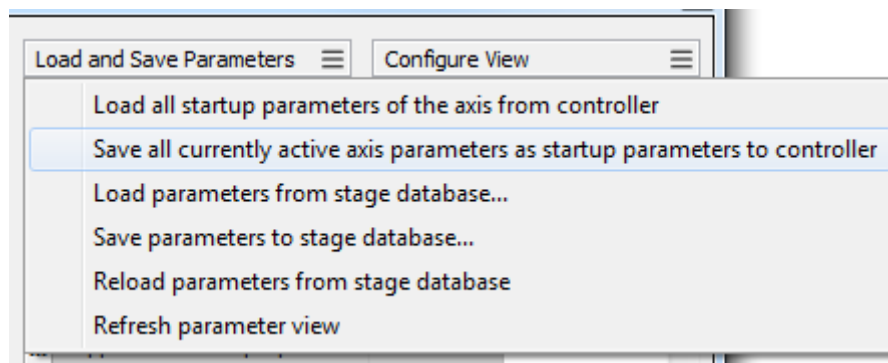 Load and Save Parameters
Configure View
Load all startup parameters of the axis from controller
Save all currently active axis parameters as startup parameters to controller
Load parameters from stage database...
Save parameters to stage database...
Reload parameters from stage database
Refresh parameter view